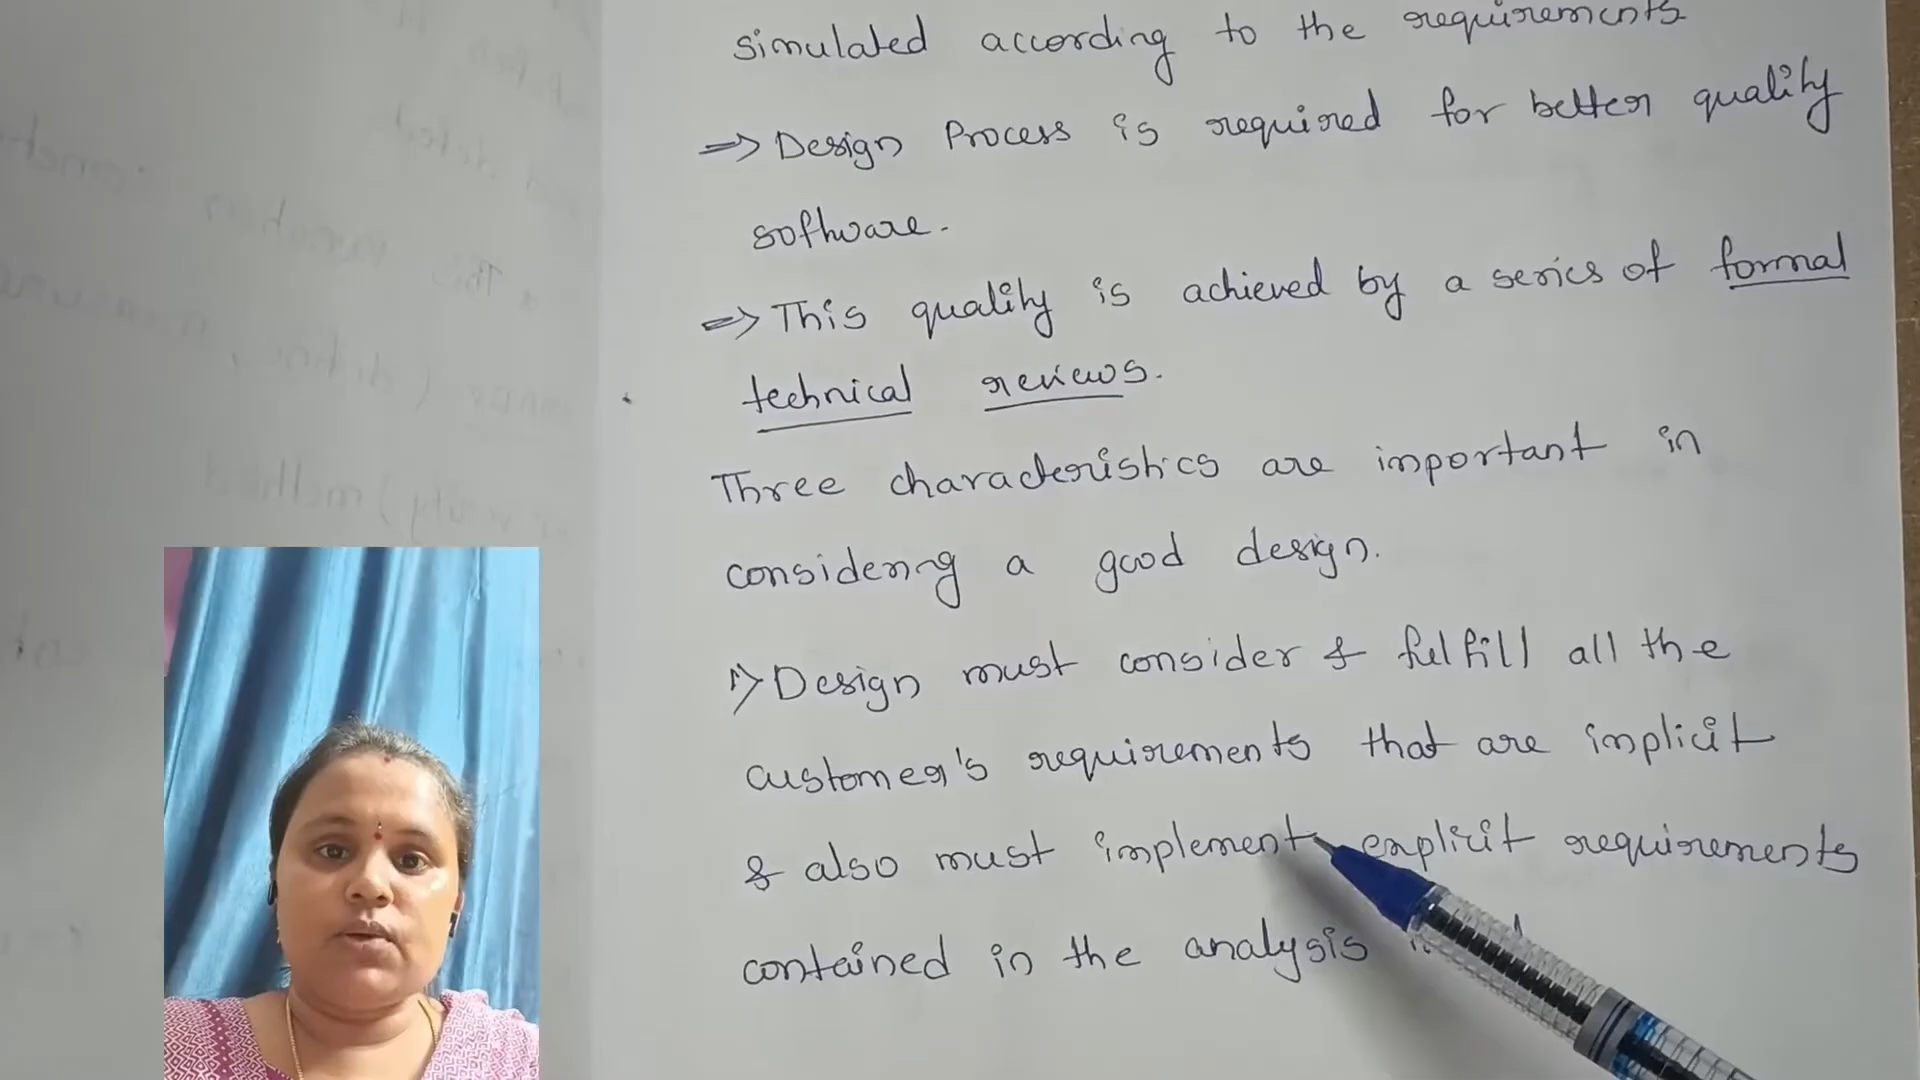 simulated according to the requirements
=> Design Process is required for better quality
software.
=> This quality is achieved by a series of formal
technical reviews.
Three characteristics are important in
considering a good design.
1> Design must consider & fulfill all the
customer's requirements that are implicit
& also must implement explicit requirements
contained in the analysis